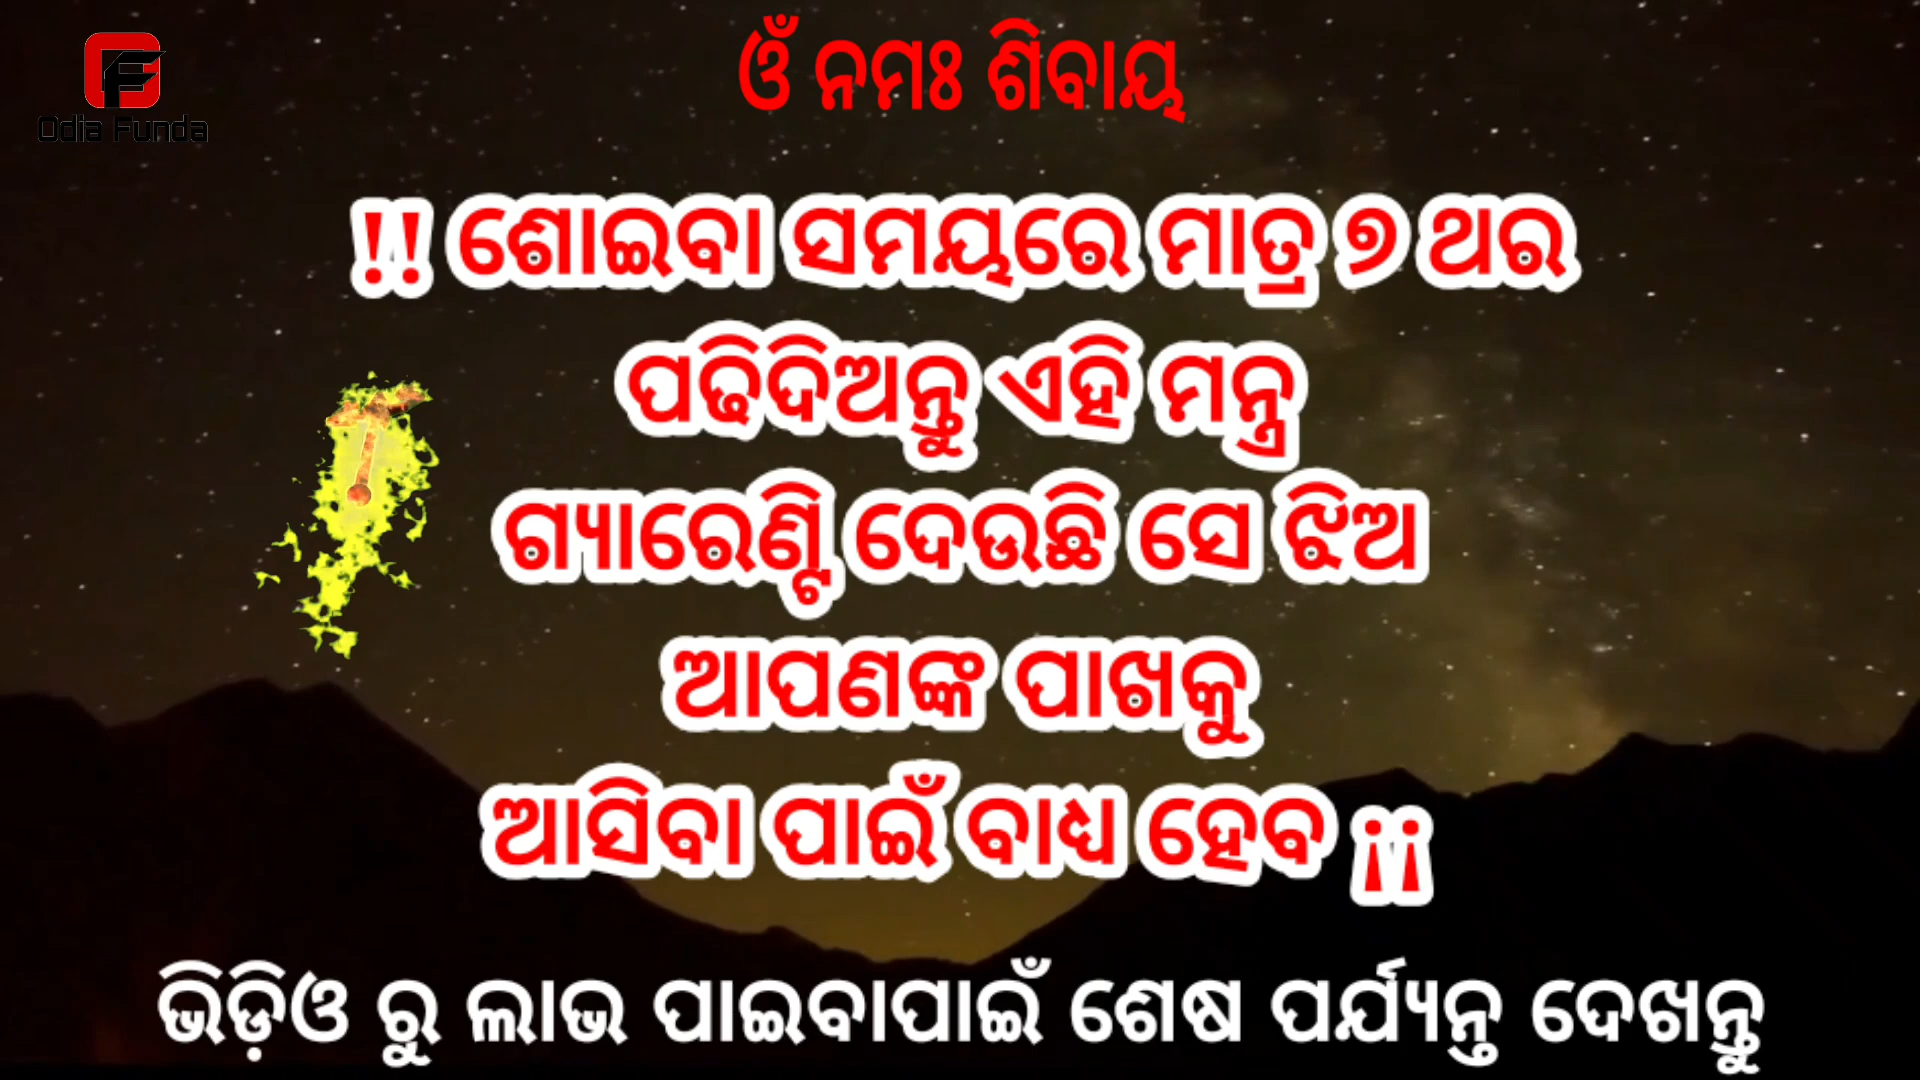 ଓଁ ନମଃ ଶିବାୟ
Odia Funda
!! ଶୋଇବା ସମୟରେ ମାତ୍ର ୭ ଥର
ପଢିଦିଅନ୍ତୁ ଏହି ମନ୍ତ୍ର
ଗ୍ୟାରେଣ୍ଟି ଦେଉଛି ସେ ଝିଅ
ଆପଣଙ୍କ ପାଖକୁ
ଆସିବା ପାଇଁ ବାଧ୍ୟ ହେବ ¡¡
ଭିଡ଼ିଓ ରୁ ଲାଭ ପାଇବାପାଇଁ ଶେଷ ପର୍ଯ୍ୟନ୍ତ ଦେଖନ୍ତୁ